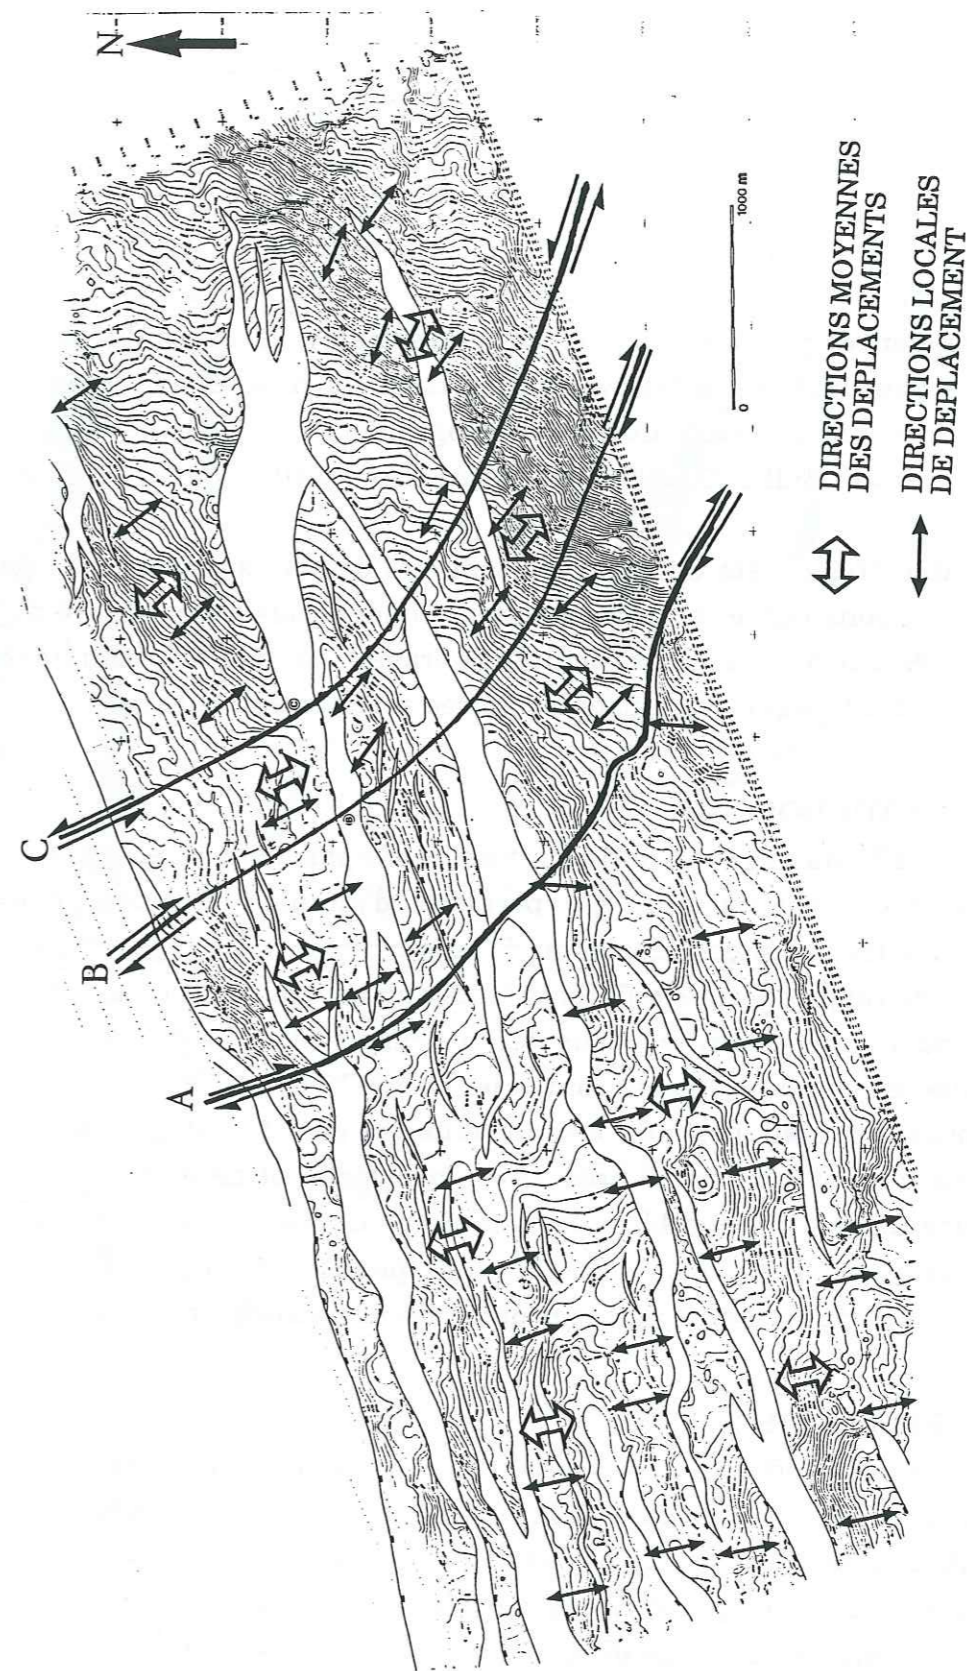 N
C
B
A
0 1000 m
DIRECTIONS MOYENNES
DES DEPLACEMENTS
DIRECTIONS LOCALES
DE DEPLACEMENT